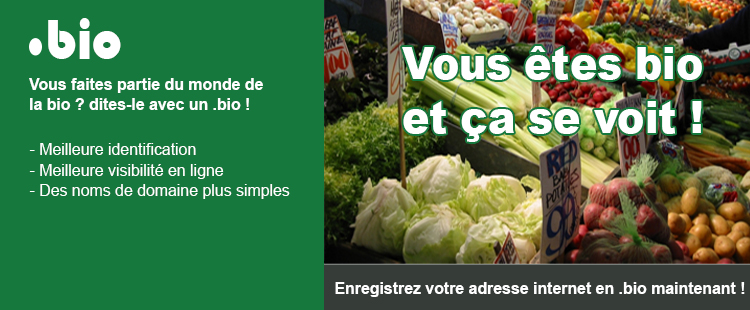 .bio
Vous faites partie du monde de
la bio ? dites-le avec un .bio !
- Meilleure identification
- Meilleure visibilité en ligne
- Des noms de domaine plus simples
Vous êtes bio
et ça se voit !
RED
POTATOES
Enregistrez votre adresse internet en .bio maintenant !